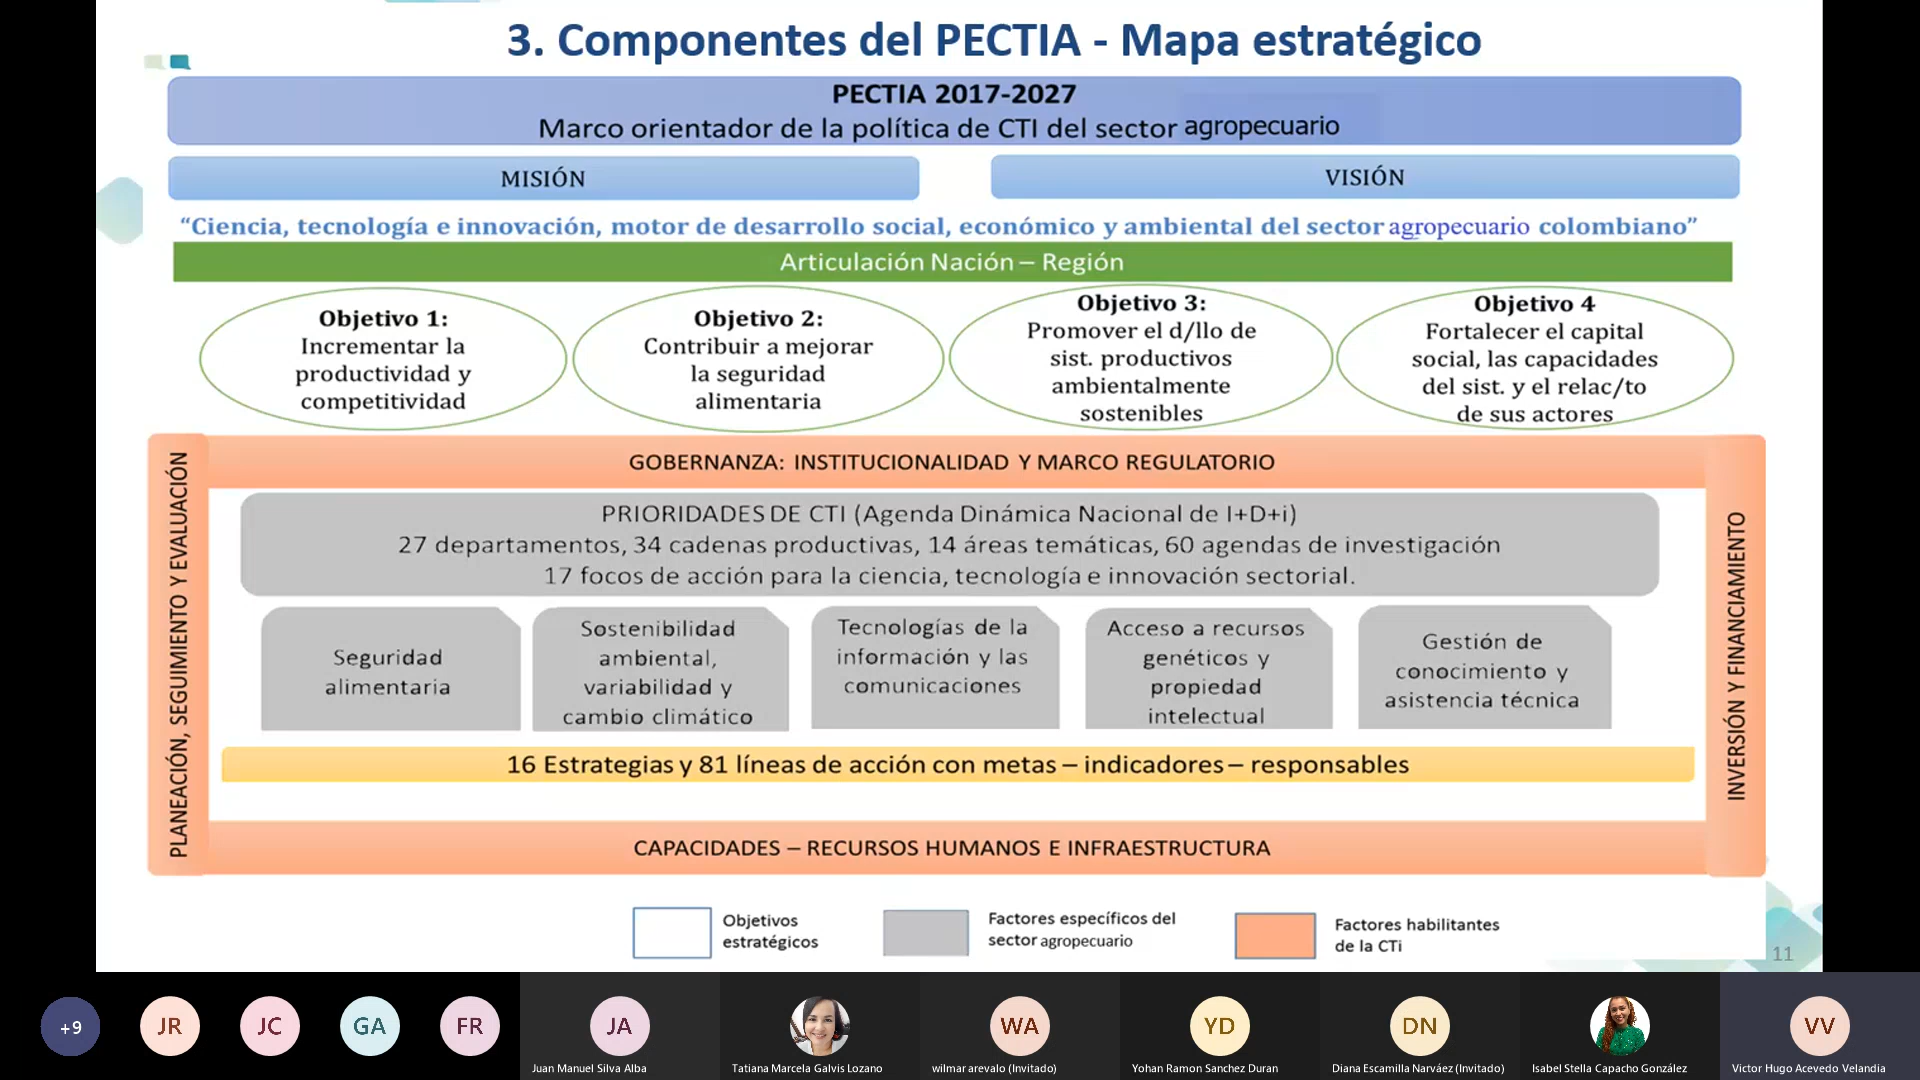 3. Componentes del PECTIA - Mapa estratégico
PECTIA 2017-2027
Marco orientador de la política de CTI del sector agropecuario
MISIÓN
VISIÓN
“Ciencia, tecnología e innovación, motor de desarrollo social, económico y ambiental del sector agropecuario colombiano”
Articulación Nación – Región
Objetivo 1:
Incrementar la
productividad y
competitividad
Objetivo 2:
Contribuir a mejorar
la seguridad
alimentaria
Objetivo 3:
Promover el d/llo de
sist. productivos
ambientalmente
sostenibles
Objetivo 4
Fortalecer el capital
social, las capacidades
del sist. y el relac/to
de sus actores
PLANEACIÓN, SEGUIMIENTO Y EVALUACIÓN
GOBERNANZA: INSTITUCIONALIDAD Y MARCO REGULATORIO
PRIORIDADES DE CTI (Agenda Dinámica Nacional de I+D+i)
27 departamentos, 34 cadenas productivas, 14 áreas temáticas, 60 agendas de investigación
17 focos de acción para la ciencia, tecnología e innovación sectorial.
Seguridad
alimentaria
Sostenibilidad
ambiental,
variabilidad y
cambio climático
Tecnologías de la
información y las
comunicaciones
Acceso a recursos
genéticos y
propiedad
intelectual
Gestión de
conocimiento y
asistencia técnica
INVERSIÓN Y FINANCIAMIENTO
16 Estrategias y 81 líneas de acción con metas – indicadores – responsables
CAPACIDADES – RECURSOS HUMANOS E INFRAESTRUCTURA
Objetivos
estratégicos
Factores específicos del
sector agropecuario
Factores habilitantes
de la CTi
11
+9
JR
JC
GA
FR
JA
Juan Manuel Silva Alba
Tatiana Marcela Galvis Lozano
WA
wilmar arevalo (Invitado)
YD
Yohan Ramon Sanchez Duran
DN
Diana Escamilla Narváez (Invitado)
Isabel Stella Capacho González
VV
Victor Hugo Acevedo Velandia